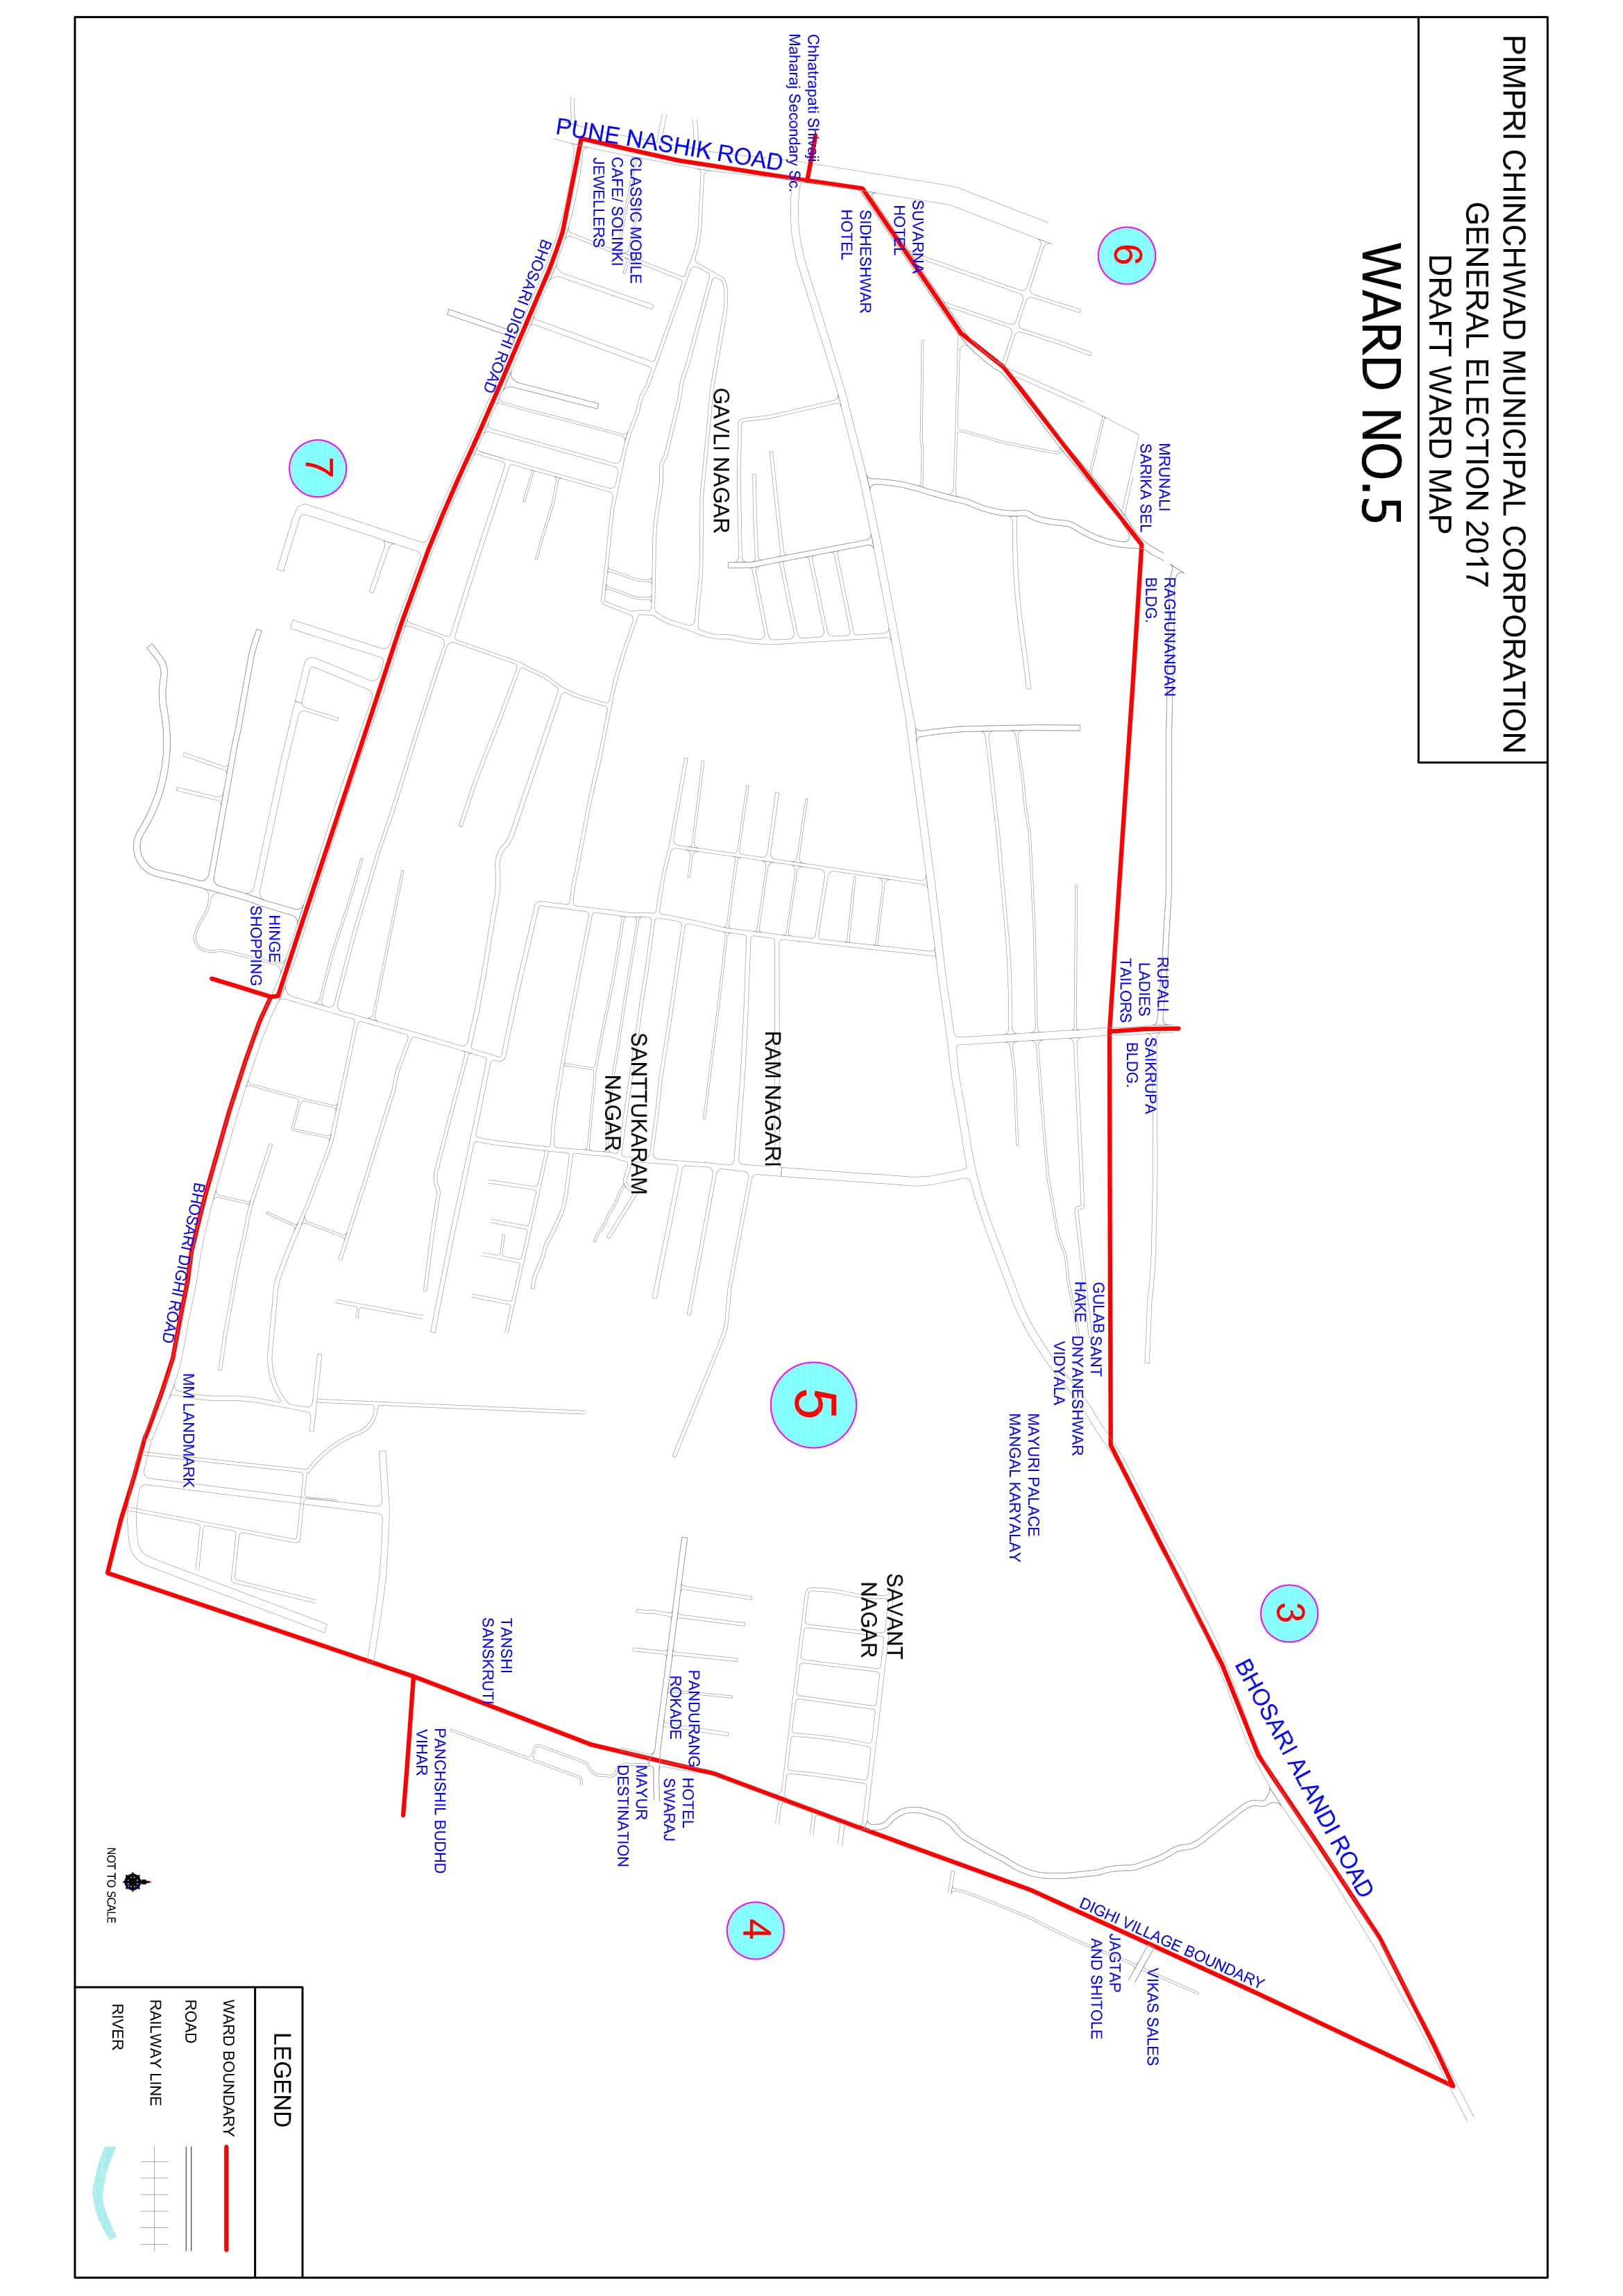 PIMPRI CHINCHWAD MUNICIPAL CORPORATION
GENERAL ELECTION 2017
DRAFT WARD MAP
WARD NO.5
6
MRUNALI
SARIKA SEL
RAGHUNANDAN
BLDG.
RUPALI
LADIES
TAILORS
SAIKRUPA
BLDG.
3
BHOSARI ALANDI ROAD
Chhatrapati Shivaji
Maharaj Secondary Sc.
PUNE NASHIK ROAD
SUVARNA
HOTEL
SIDHESHWAR
HOTEL
GULAB
HAKE
SANT
DNYANESHWAR
VIDYALA
MAYURI PALACE
MANGAL KARYALAY
DIGHI VILLAGE BOUNDARY
VIKAS SALES
JAGTAP
AND SHITOLE
CLASSIC MOBILE
CAFE/ SOLINKI
JEWELLERS
GAVLI NAGAR
RAM NAGARI
SANTTUKARAM
NAGAR
5
SAVANT
NAGAR
4
PANDURANG
ROKADE
HOTEL
SWARAJ
MAYUR
DESTINATION
TANSHI
SANSKRUTI
PANCHSHIL BUDHD
VIHAR
BHOSARI DIGHI ROAD
7
HINGE
SHOPPING
BHOSARI DIGHI ROAD
MM LANDMARK
NOT TO SCALE
LEGEND
WARD BOUNDARY
ROAD
RAILWAY LINE
RIVER